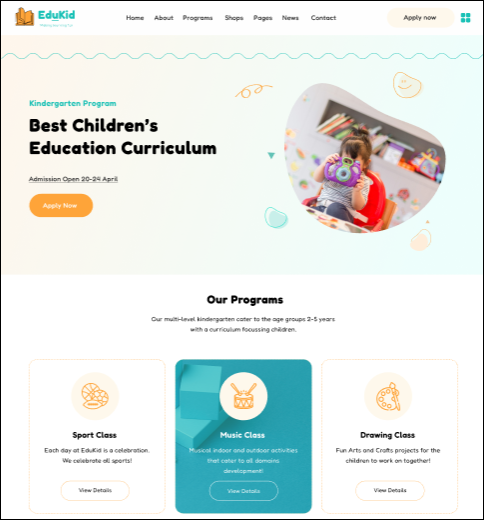 EduKid
Home About Programs Shops Pages News Contact
Apply now
Kindergarten Program
Best Children's
Education Curriculum
Admission Open 20-24 April
Apply Now
Our Programs
Our multi-level kindergarten cater to the age groups 2-5 years
with a curriculum focussing children.
Sport Class
Each day at EduKid is a celebration.
We celebrate all sports!
View Details
Music Class
Musical indoor and outdoor activities
that cater to all domains
development!
View Details
Drawing Class
Fun Arts and Crafts projects for the
children to work on together!
View Details